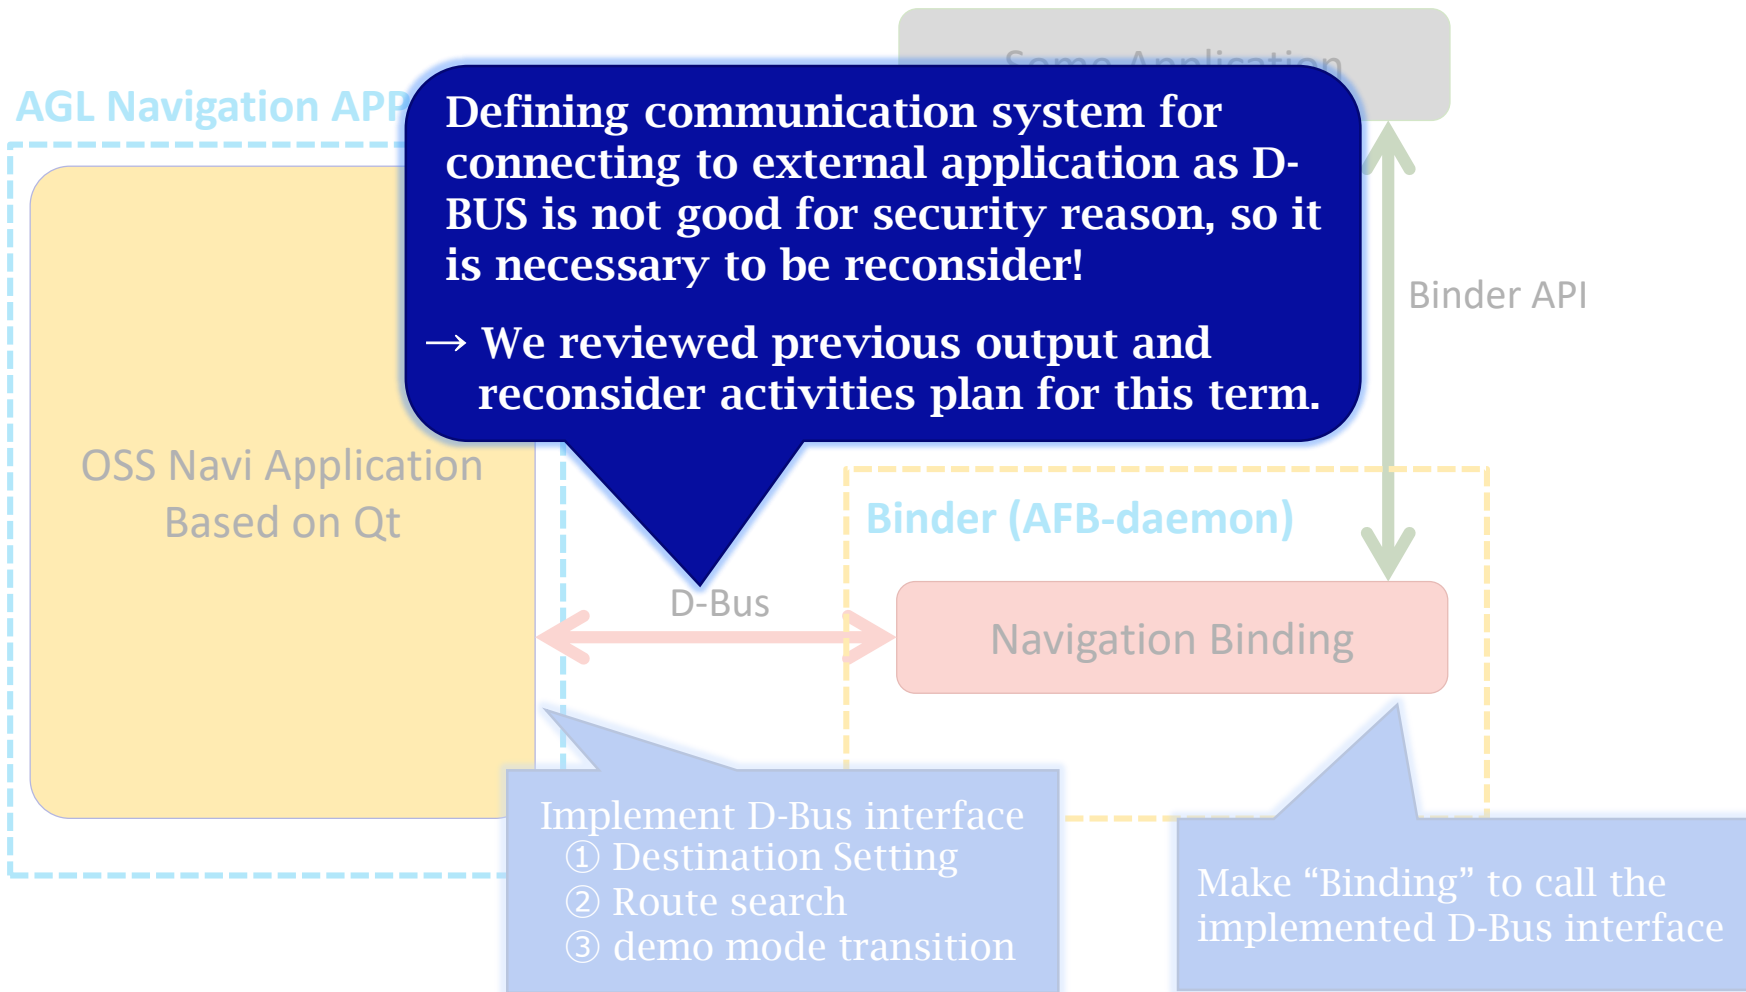 Some Application
AGL Navigation APP
Defining communication system for
connecting to external application as D-
BUS is not good for security reason, so it
is necessary to be reconsider!
→ We reviewed previous output and
reconsider activities plan for this term.
Binder API
OSS Navi Application
Based on Qt
Binder (AFB-daemon)
D-Bus
Navigation Binding
Implement D-Bus interface
① Destination Setting
② Route search
③ demo mode transition
Make “Binding” to call the
implemented D-Bus interface